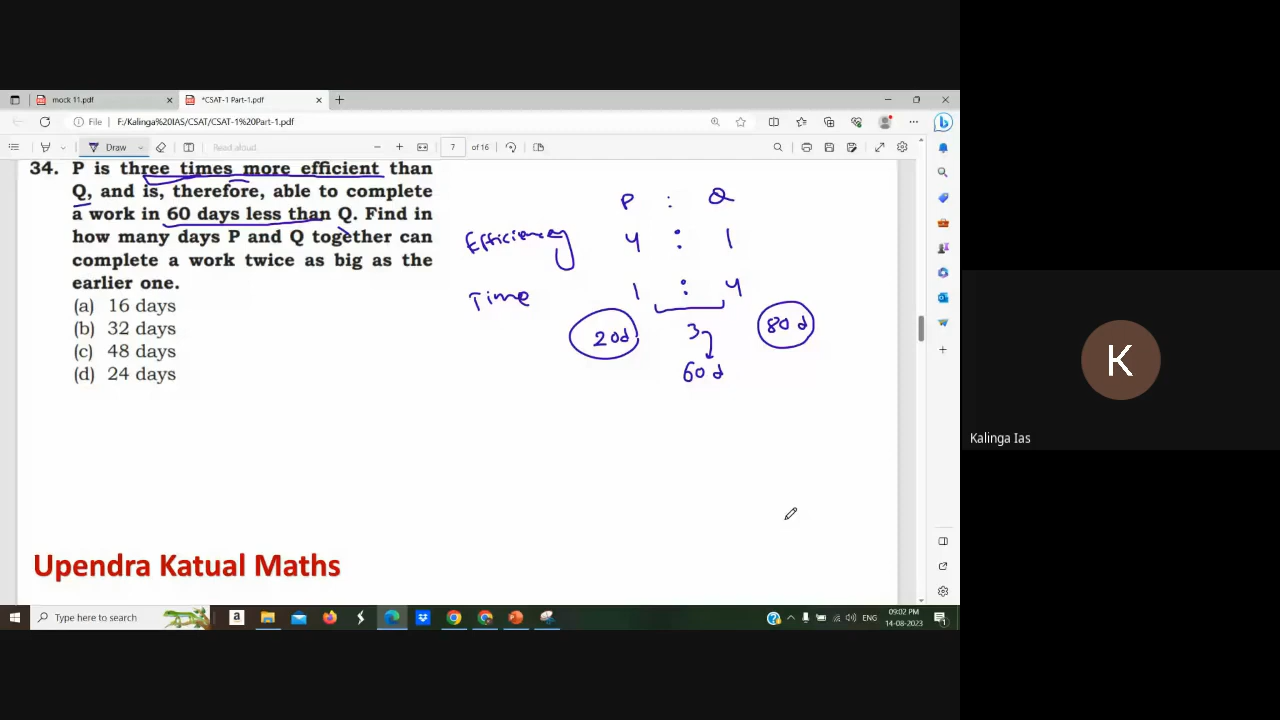 mock 11.pdf
*CSAT-1 Part-1.pdf
File
F:/Kalinga%20IAS/CSAT/CSAT-1%20Part-1.pdf
Draw
Read aloud
7
of 16
34. P is three times more efficient than
Q, and is, therefore, able to complete
a work in 60 days less than Q. Find in
how many days P and Q together can
complete a work twice as big as the
earlier one.
(a) 16 days
(b) 32 days
(c) 48 days
(d) 24 days
P : Q
Efficiency 4 : 1
Time 1 : 4
20d 3 80 d
60 d
Upendra Katual Maths
K
Kalinga Ias
Type here to search
a
ENG
09:02 PM
14-08-2023
1